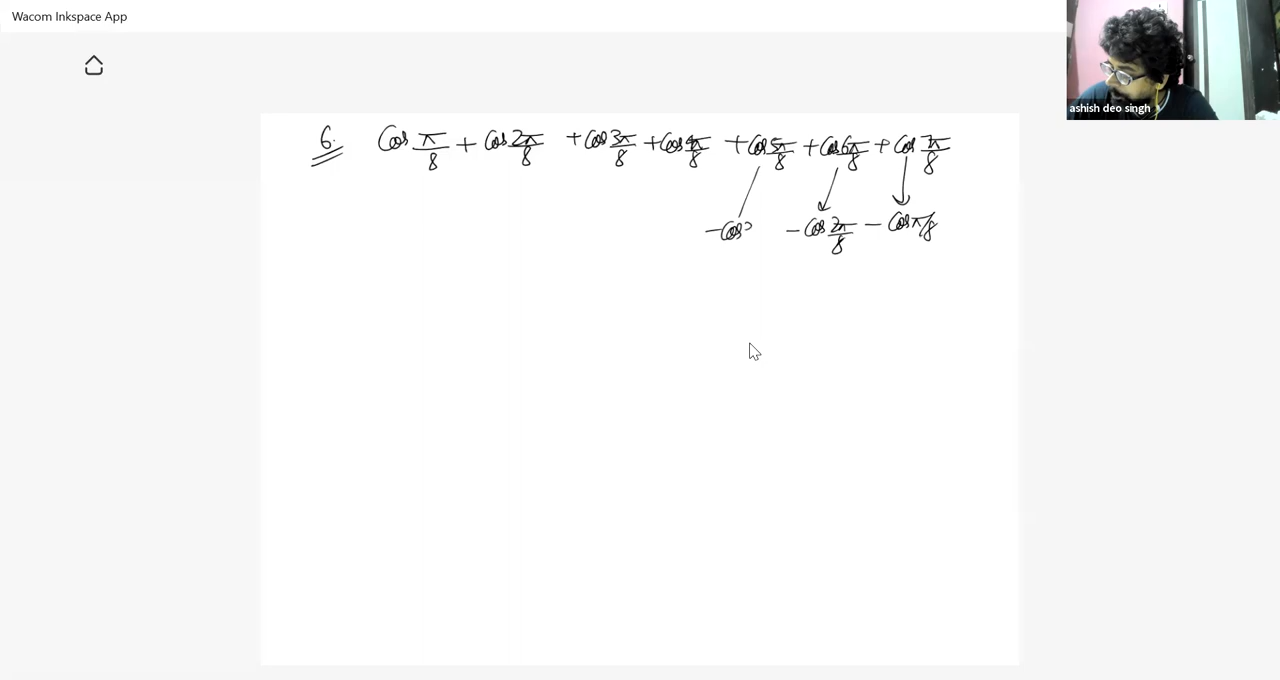 Wacom Inkspace App
ashish deo singh
6. Cos π/8 + Cos 2π/8 + Cos 3π/8 + Cos 4π/8 + Cos 5π/8 + Cos 6π/8 + Cos 7π/8
-Cos - Cos 2π/8 - Cos π/8